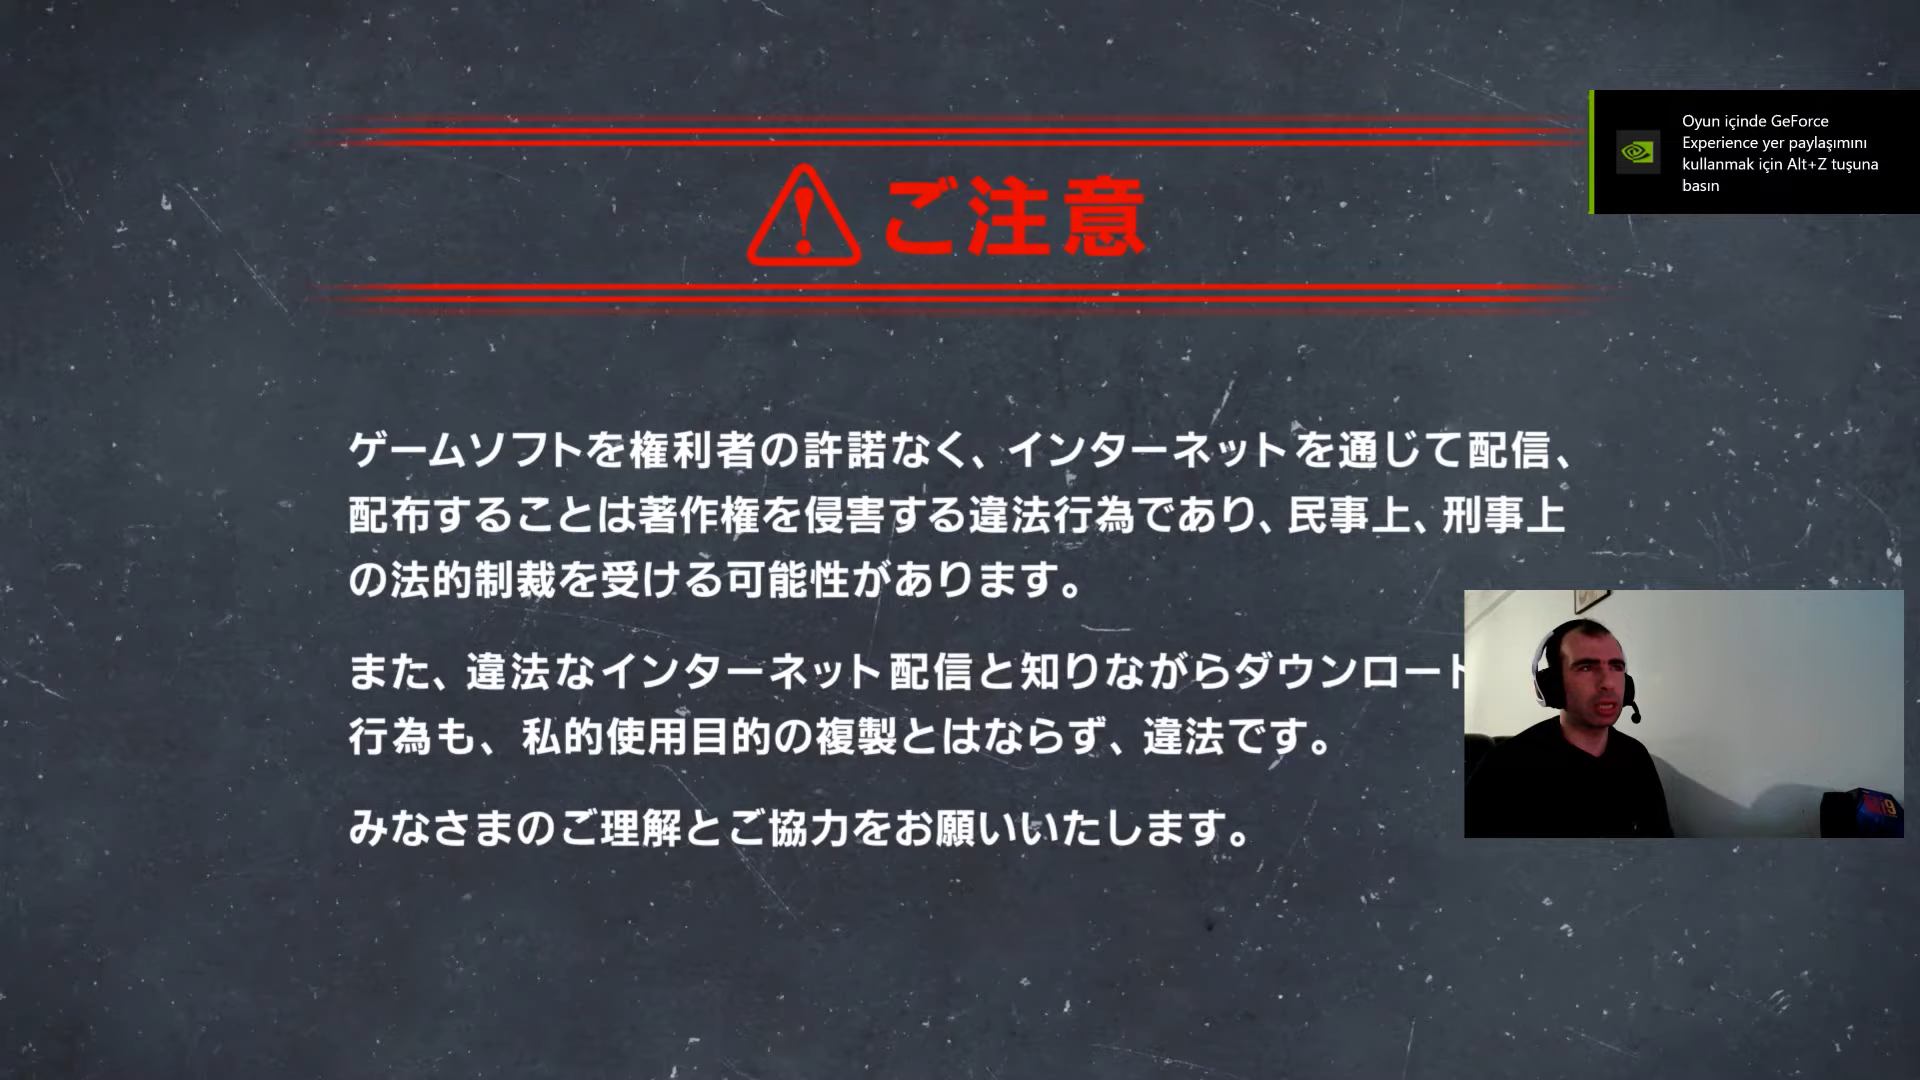 ご注意
Oyun içinde GeForce
Experience yer paylaşımını
kullanmak için Alt+Z tuşuna
basın
ゲームソフトを権利者の許諾なく、インターネットを通じて配信、
配布することは著作権を侵害する違法行為であり、民事上、刑事上
の法的制裁を受ける可能性があります。
また、違法なインターネット配信と知りながらダウンロー
行為も、私的使用目的の複製とはならず、違法です。
みなさまのご理解とご協力をお願いいたします。
i9